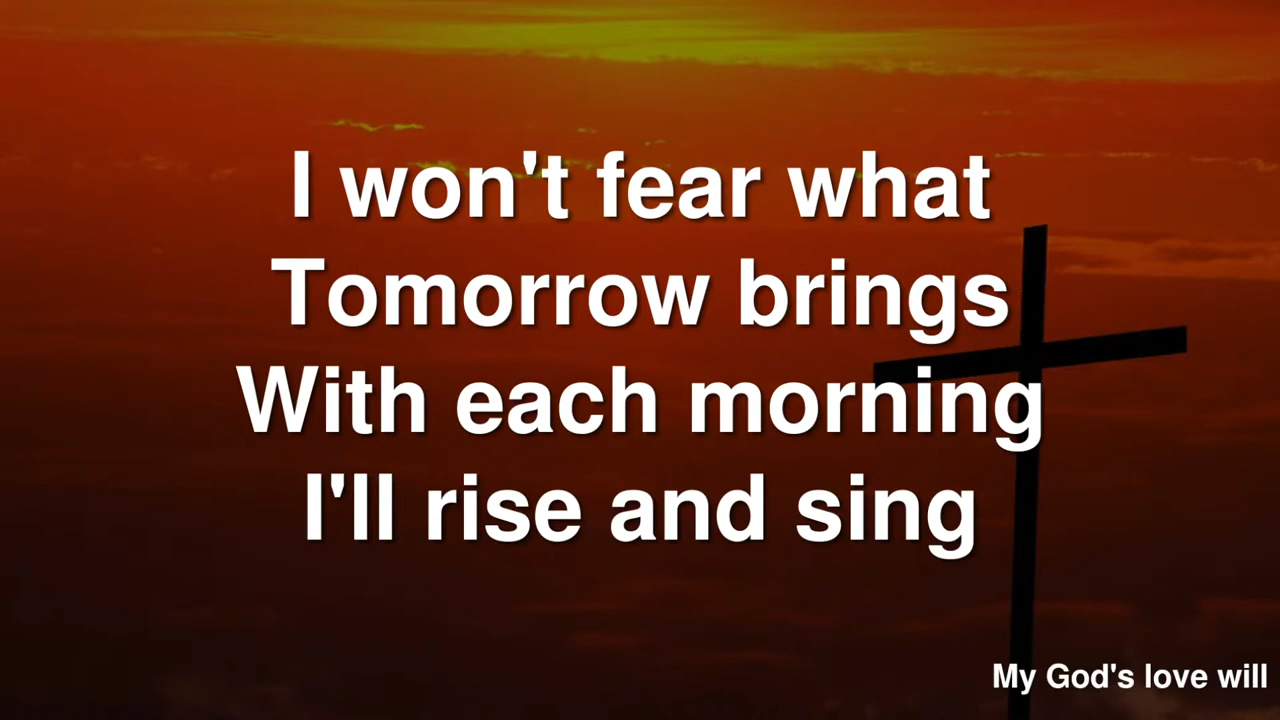 I won't fear what
Tomorrow brings
With each morning
I'll rise and sing
My God's love will